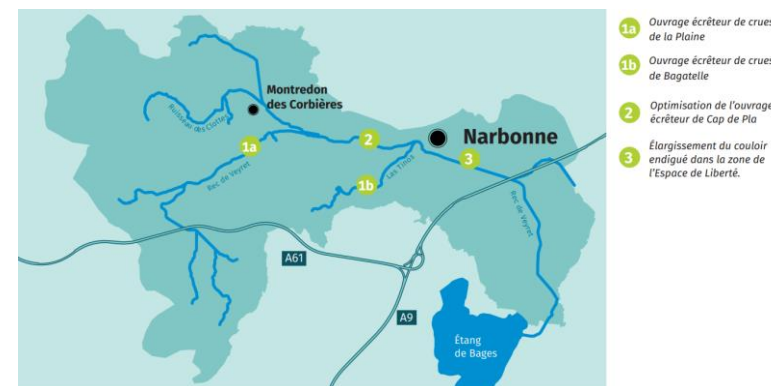 Montredon
des Corbières
Ruisseau des Clottes
1a
2
Narbonne
3
Rec de Veyret
Las Tinos
1b
Rec de Veyret
A61
A9
Étang
de Bages
1a
Ouvrage écrêteur de crues
de la Plaine
1b
Ouvrage écrêteur de crues
de Bagatelle
2
Optimisation de l'ouvrage
écrêteur de Cap de Pla
3
Élargissement du couloir
endigué dans la zone de
l'Espace de Liberté.